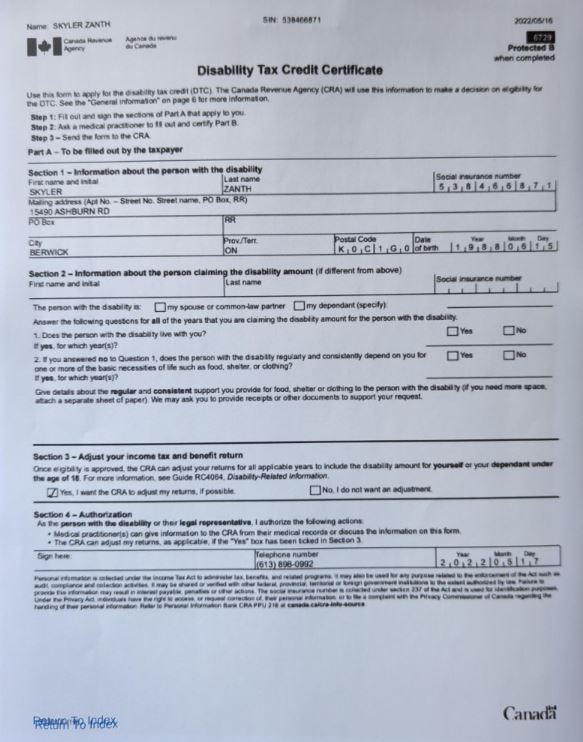 Name: SKYLER ZANTH
SIN: 538466871
2022/05/16
Canada Revenue Agency
Agence du revenu du Canada
6729
Protected B
when completed
Disability Tax Credit Certificate
Use this form to apply for the disability tax credit (DTC). The Canada Revenue Agency (CRA) will use this information to make a decision on eligibility for
the DTC. See the "General information" on page 6 for more information.
Step 1: Fill out and sign the sections of Part A that apply to you.
Step 2: Ask a medical practitioner to fill out and certify Part B.
Step 3 – Send the form to the CRA.
Part A – To be filled out by the taxpayer
Section 1 – Information about the person with the disability
First name and initial
Last name
Social insurance number
SKYLER
ZANTH
5 3 8 4 6 6 8 7 1
Mailing address (Apt No. – Street No. Street name, PO Box, RR)
15490 ASHBURN RD
PO Box
RR
City
Prov./Terr.
Postal Code
Date of birth
Year Month Day
BERWICK
ON
K 0 C 1 G 0
1 9 8 8 0 6 1 5
Section 2 – Information about the person claiming the disability amount (if different from above)
First name and initial
Last name
Social insurance number
The person with the disability is: my spouse or common-law partner my dependant (specify):
Answer the following questions for all of the years that you are claiming the disability amount for the person with the disability.
1. Does the person with the disability live with you?
Yes No
If yes, for which year(s)?
2. If you answered no to Question 1, does the person with the disability regularly and consistently depend on you for
one or more of the basic necessities of life such as food, shelter, or clothing?
Yes No
If yes, for which year(s)?
Give details about the regular and consistent support you provide for food, shelter or clothing to the person with the disability (if you need more space,
attach a separate sheet of paper). We may ask you to provide receipts or other documents to support your request.
Section 3 – Adjust your income tax and benefit return
Once eligibility is approved, the CRA can adjust your returns for all applicable years to include the disability amount for yourself or your dependant under
the age of 18. For more information, see Guide RC4064, Disability-Related Information.
Yes, I want the CRA to adjust my returns, if possible.
No, I do not want an adjustment.
Section 4 – Authorization
As the person with the disability or their legal representative, I authorize the following actions:
• Medical practitioner(s) can give information to the CRA from their medical records or discuss the information on this form.
• The CRA can adjust my returns, as applicable, if the "Yes" box has been ticked in Section 3.
Sign here:
Telephone number
Year Month Day
(613) 898-0992
2 0 2 2 0 5 1 7
Personal information is collected under the Income Tax Act to administer tax, benefits, and related programs. It may also be used for any purpose related to the enforcement of the Act such as
audit, compliance and collection activities. It may be shared or verified with other federal, provincial, territorial or foreign government institutions to the extent authorized by law. Failure to
provide this information may result in interest payable, penalties or other actions. The social insurance number is collected under section 237 of the Act and is used for identification purposes.
Under the Privacy Act, individuals have the right to access, or request correction of, their personal information, or to file a complaint with the Privacy Commissioner of Canada regarding the
handling of their personal information. Refer to Personal Information Bank CRA PPU 218 at canada.ca/cra-info-source.
Return To Index
Canada